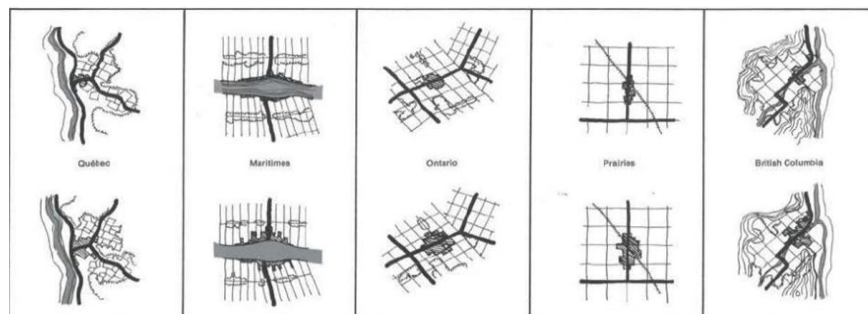 Québec
Maritimes
Ontario
Prairies
British Columbia